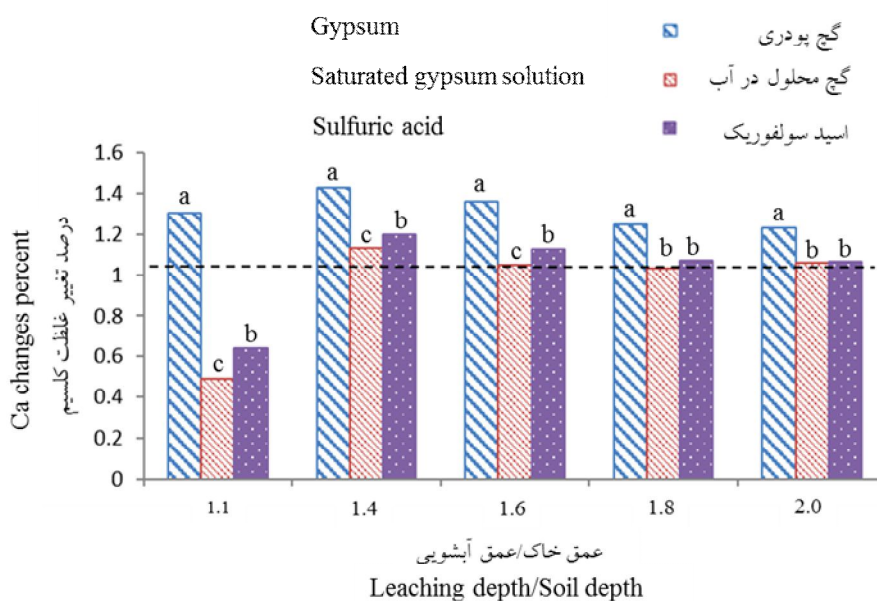 Gypsum گچ پودری
Saturated gypsum solution گچ محلول در آب
Sulfuric acid اسید سولفوریک
Ca changes percent
درصد تغییر غلظت کلسیم
1.6
1.4
1.2
1
0.8
0.6
0.4
0.2
0
a c b
a c b
a c b
a b b
a b b
1.1 1.4 1.6 1.8 2.0
عمق خاک/عمق آبشویی
Leaching depth/Soil depth